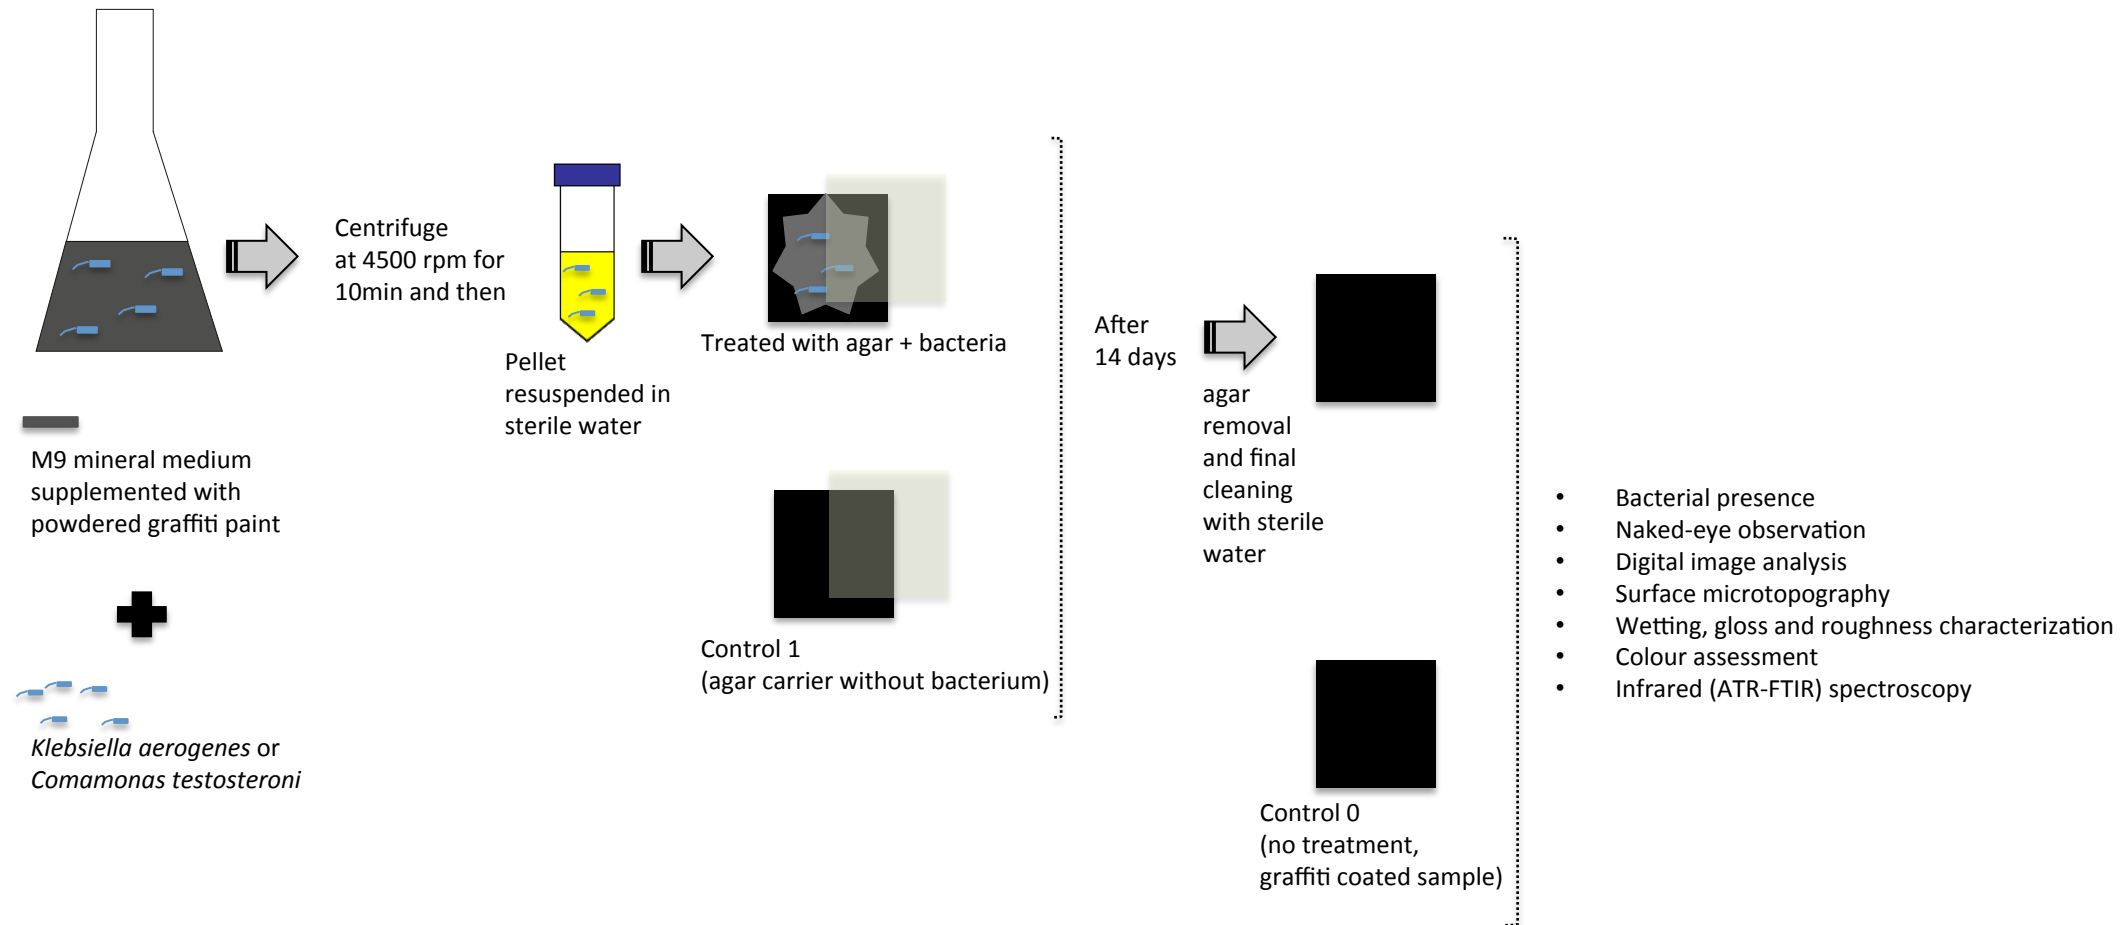 Centrifuge
at 4500 rpm for
10min and then
Pellet
resuspended in
sterile water
Treated with agar + bacteria
M9 mineral medium
supplemented with
powdered graffiti paint
Klebsiella aerogenes or
Comamonas testosteroni
Control 1
(agar carrier without bacterium)
After
14 days
agar
removal
and final
cleaning
with sterile
water
Control 0
(no treatment,
graffiti coated sample)
• Bacterial presence
• Naked-eye observation
• Digital image analysis
• Surface microtopography
• Wetting, gloss and roughness characterization
• Colour assessment
• Infrared (ATR-FTIR) spectroscopy